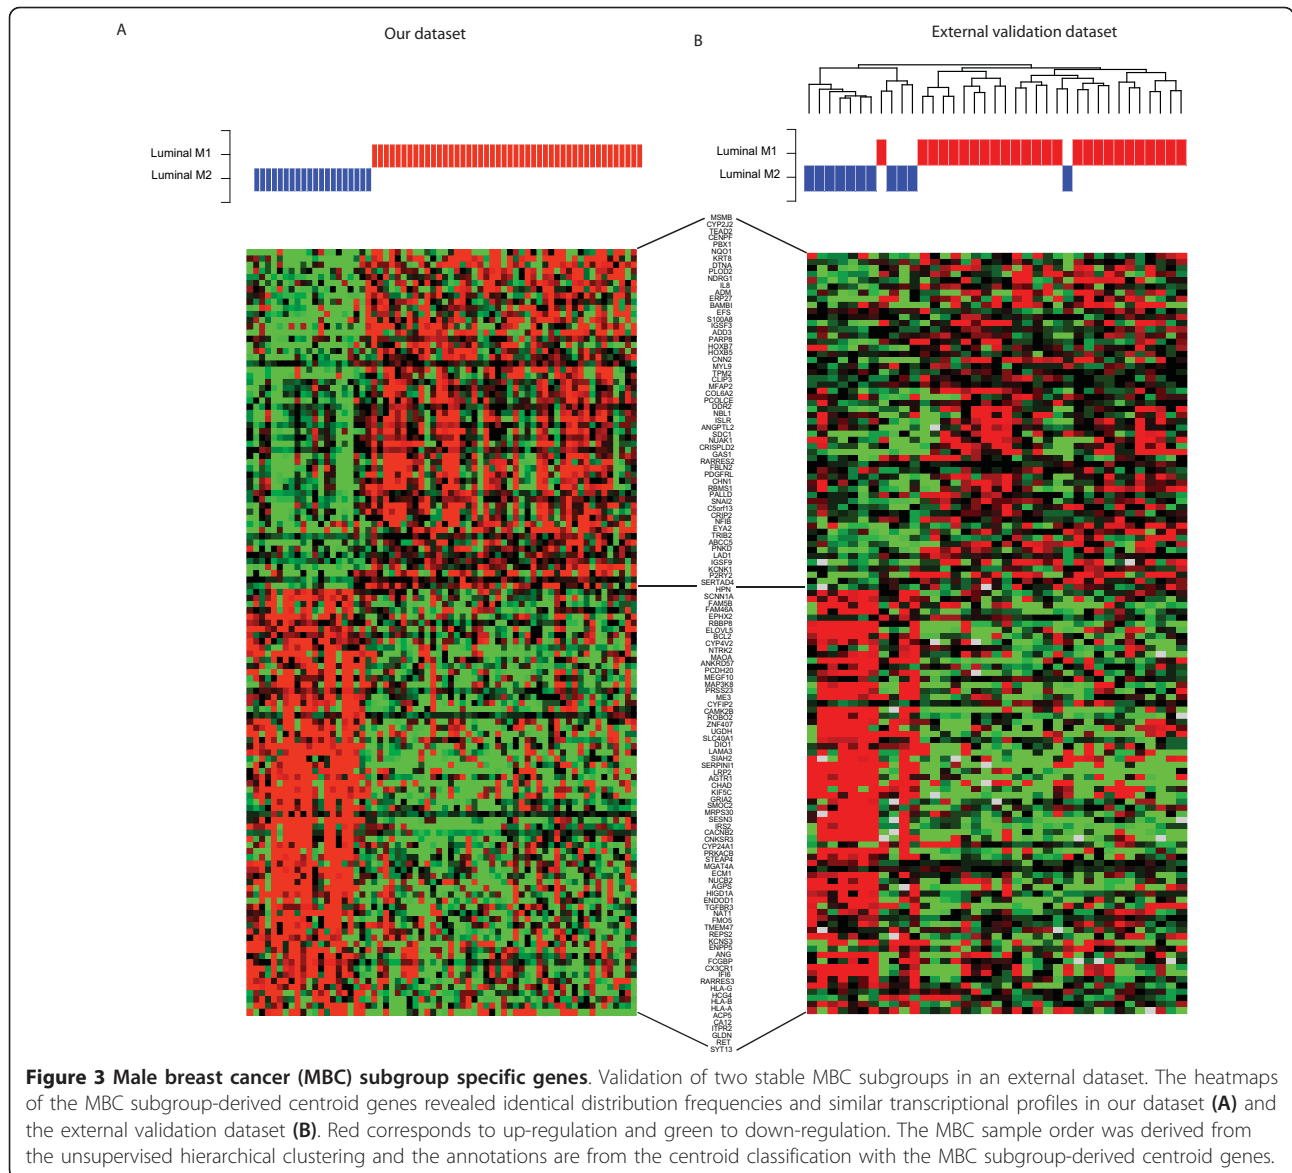 A
Our dataset
B
External validation dataset
Luminal M1
Luminal M2
Luminal M1
Luminal M2
MSMB
CYP2J2
TEAD2
CENPF
PBX1
NQO1
KRT8
DTNA
PLOD2
NDRG1
IL8
ADM
ERP27
BAMBI
EFS
S100A8
IGSF3
ADD3
PARP8
HOXB7
HOXB5
CNN2
MYL9
TPM2
CLIP3
MFAP2
COL6A2
PCOLCE
DDR2
NBL1
ISLR
ANGPTL2
SDC1
NUAK1
CRISPLD2
GAS1
RARRES2
FBLN2
PDGFRL
CHN1
RBMS1
PALLD
SNAI2
C5orf13
CRIP2
NFIB
EYA2
TRIB2
ABCC5
PNKD
LAD1
IGSF9
KCNK1
P2RY2
SERTAD4
HPN
SCNN1A
FAM5B
FAM46A
EPHX2
RBBP8
ELOVL5
BCL2
CYP4V2
NTRK2
MAOA
ANKRD57
PCDH20
MEGF10
MAP3K8
PRSS23
ME3
CYFIP2
CAMK2B
ROBO2
ZNF407
UGDH
SLC40A1
DIO1
LAMA3
SIAH2
SERPINI1
LRP2
AGTR1
CHAD
KIF5C
GRIA2
SMOC2
MRPS30
SESN3
IRS2
CACNB2
CNKSR3
CYP24A1
PRKACB
STEAP4
MGAT4A
ECM1
NUCB2
AGPS
HIGD1A
ENDOD1
TGFBR3
NAT1
FMO5
TMEM47
REPS2
KCNS3
ENPP5
ANG
FCGBP
CX3CR1
IFI6
RARRES3
HLA-G
HCG4
HLA-B
HLA-A
ACP5
CA12
ITPR2
GLDN
RET
SYT13
Figure 3 Male breast cancer (MBC) subgroup specific genes. Validation of two stable MBC subgroups in an external dataset. The heatmaps
of the MBC subgroup-derived centroid genes revealed identical distribution frequencies and similar transcriptional profiles in our dataset (A) and
the external validation dataset (B). Red corresponds to up-regulation and green to down-regulation. The MBC sample order was derived from
the unsupervised hierarchical clustering and the annotations are from the centroid classification with the MBC subgroup-derived centroid genes.